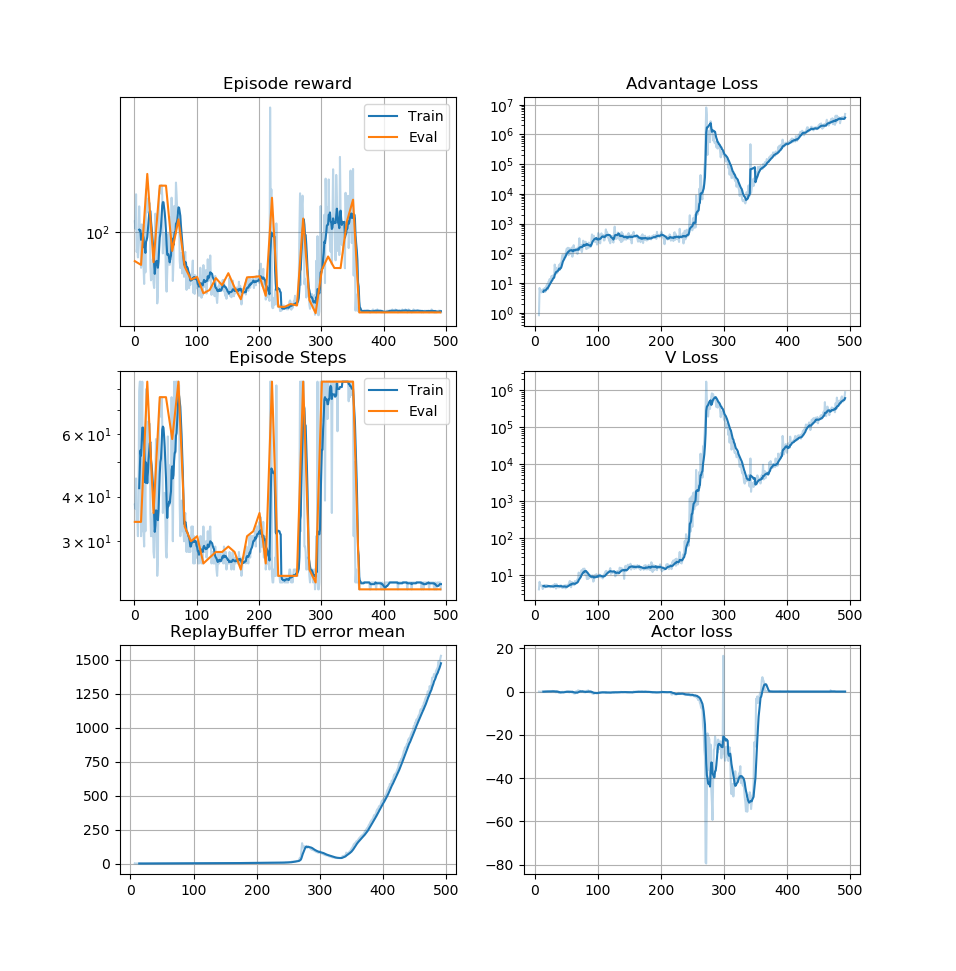 Episode reward
Train
Eval
10²
0 100 200 300 400 500
Advantage Loss
10⁷
10⁶
10⁵
10⁴
10³
10²
10¹
10⁰
0 100 200 300 400 500
Episode Steps
Train
Eval
6 × 10¹
4 × 10¹
3 × 10¹
0 100 200 300 400 500
V Loss
10⁶
10⁵
10⁴
10³
10²
10¹
0 100 200 300 400 500
ReplayBuffer TD error mean
1500
1250
1000
750
500
250
0
0 100 200 300 400 500
Actor loss
20
0
−20
−40
−60
−80
0 100 200 300 400 500